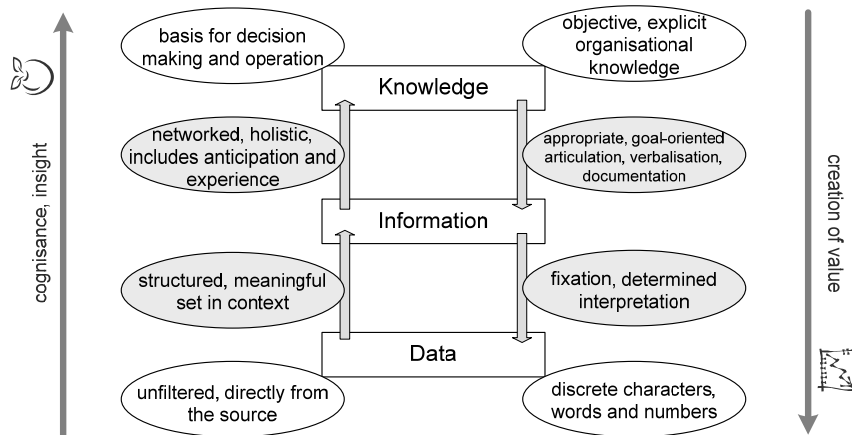 basis for decision
making and operation
objective, explicit
organisational
knowledge
Knowledge
networked, holistic,
includes anticipation and
experience
appropriate, goal-oriented
articulation, verbalisation,
documentation
cognisance, insight
creation of value
Information
structured, meaningful
set in context
fixation, determined
interpretation
Data
unfiltered, directly from
the source
discrete characters,
words and numbers